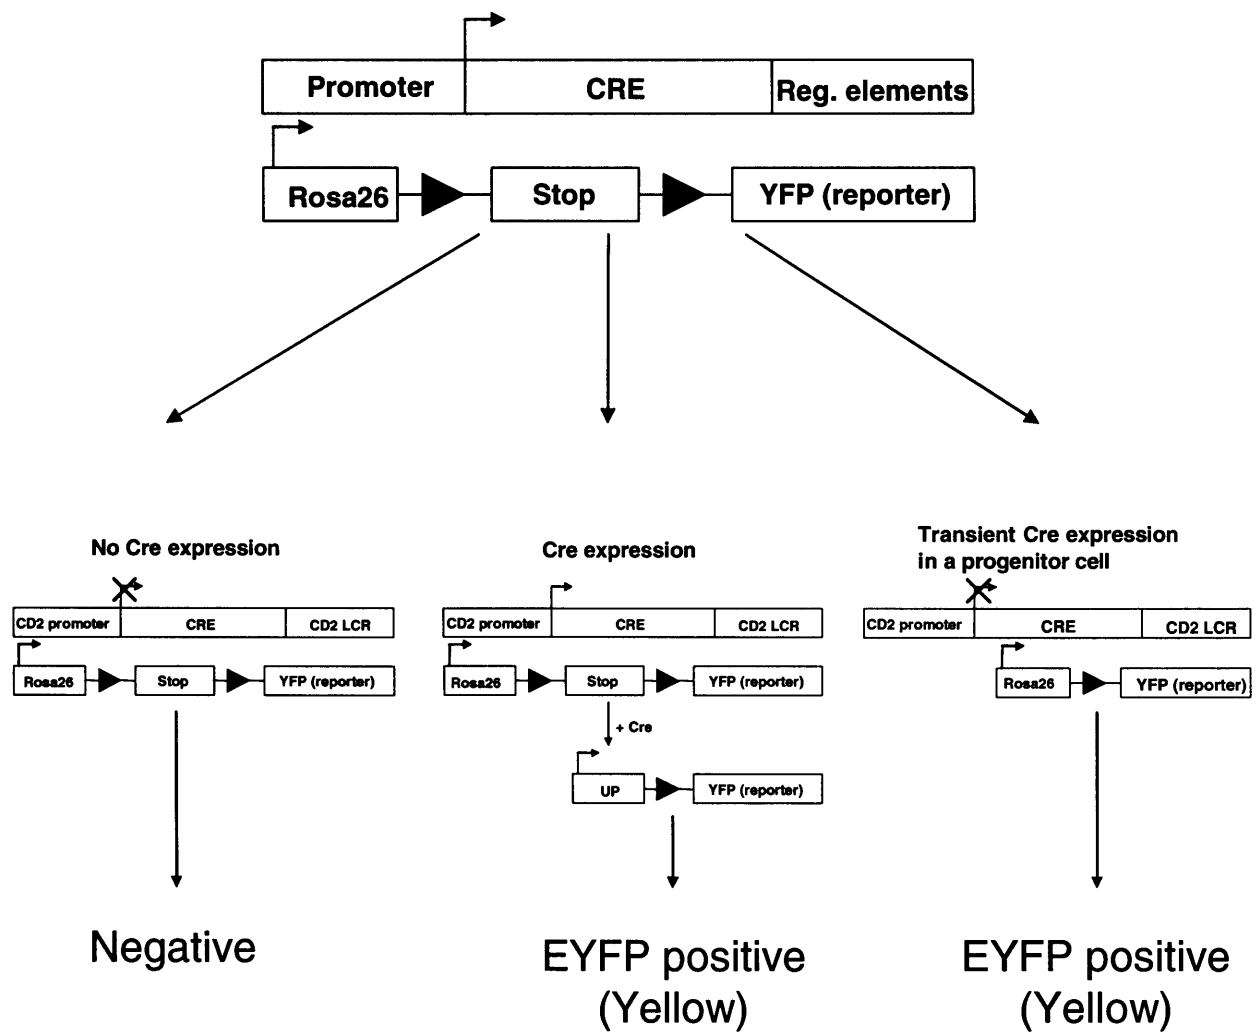 Promoter CRE Reg. elements
Rosa26 Stop YFP (reporter)
No Cre expression
CD2 promoter CRE CD2 LCR
Rosa26 Stop YFP (reporter)
Negative
Cre expression
CD2 promoter CRE CD2 LCR
Rosa26 Stop YFP (reporter)
+ Cre
UP YFP (reporter)
EYFP positive
(Yellow)
Transient Cre expression
in a progenitor cell
CD2 promoter CRE CD2 LCR
Rosa26 YFP (reporter)
EYFP positive
(Yellow)